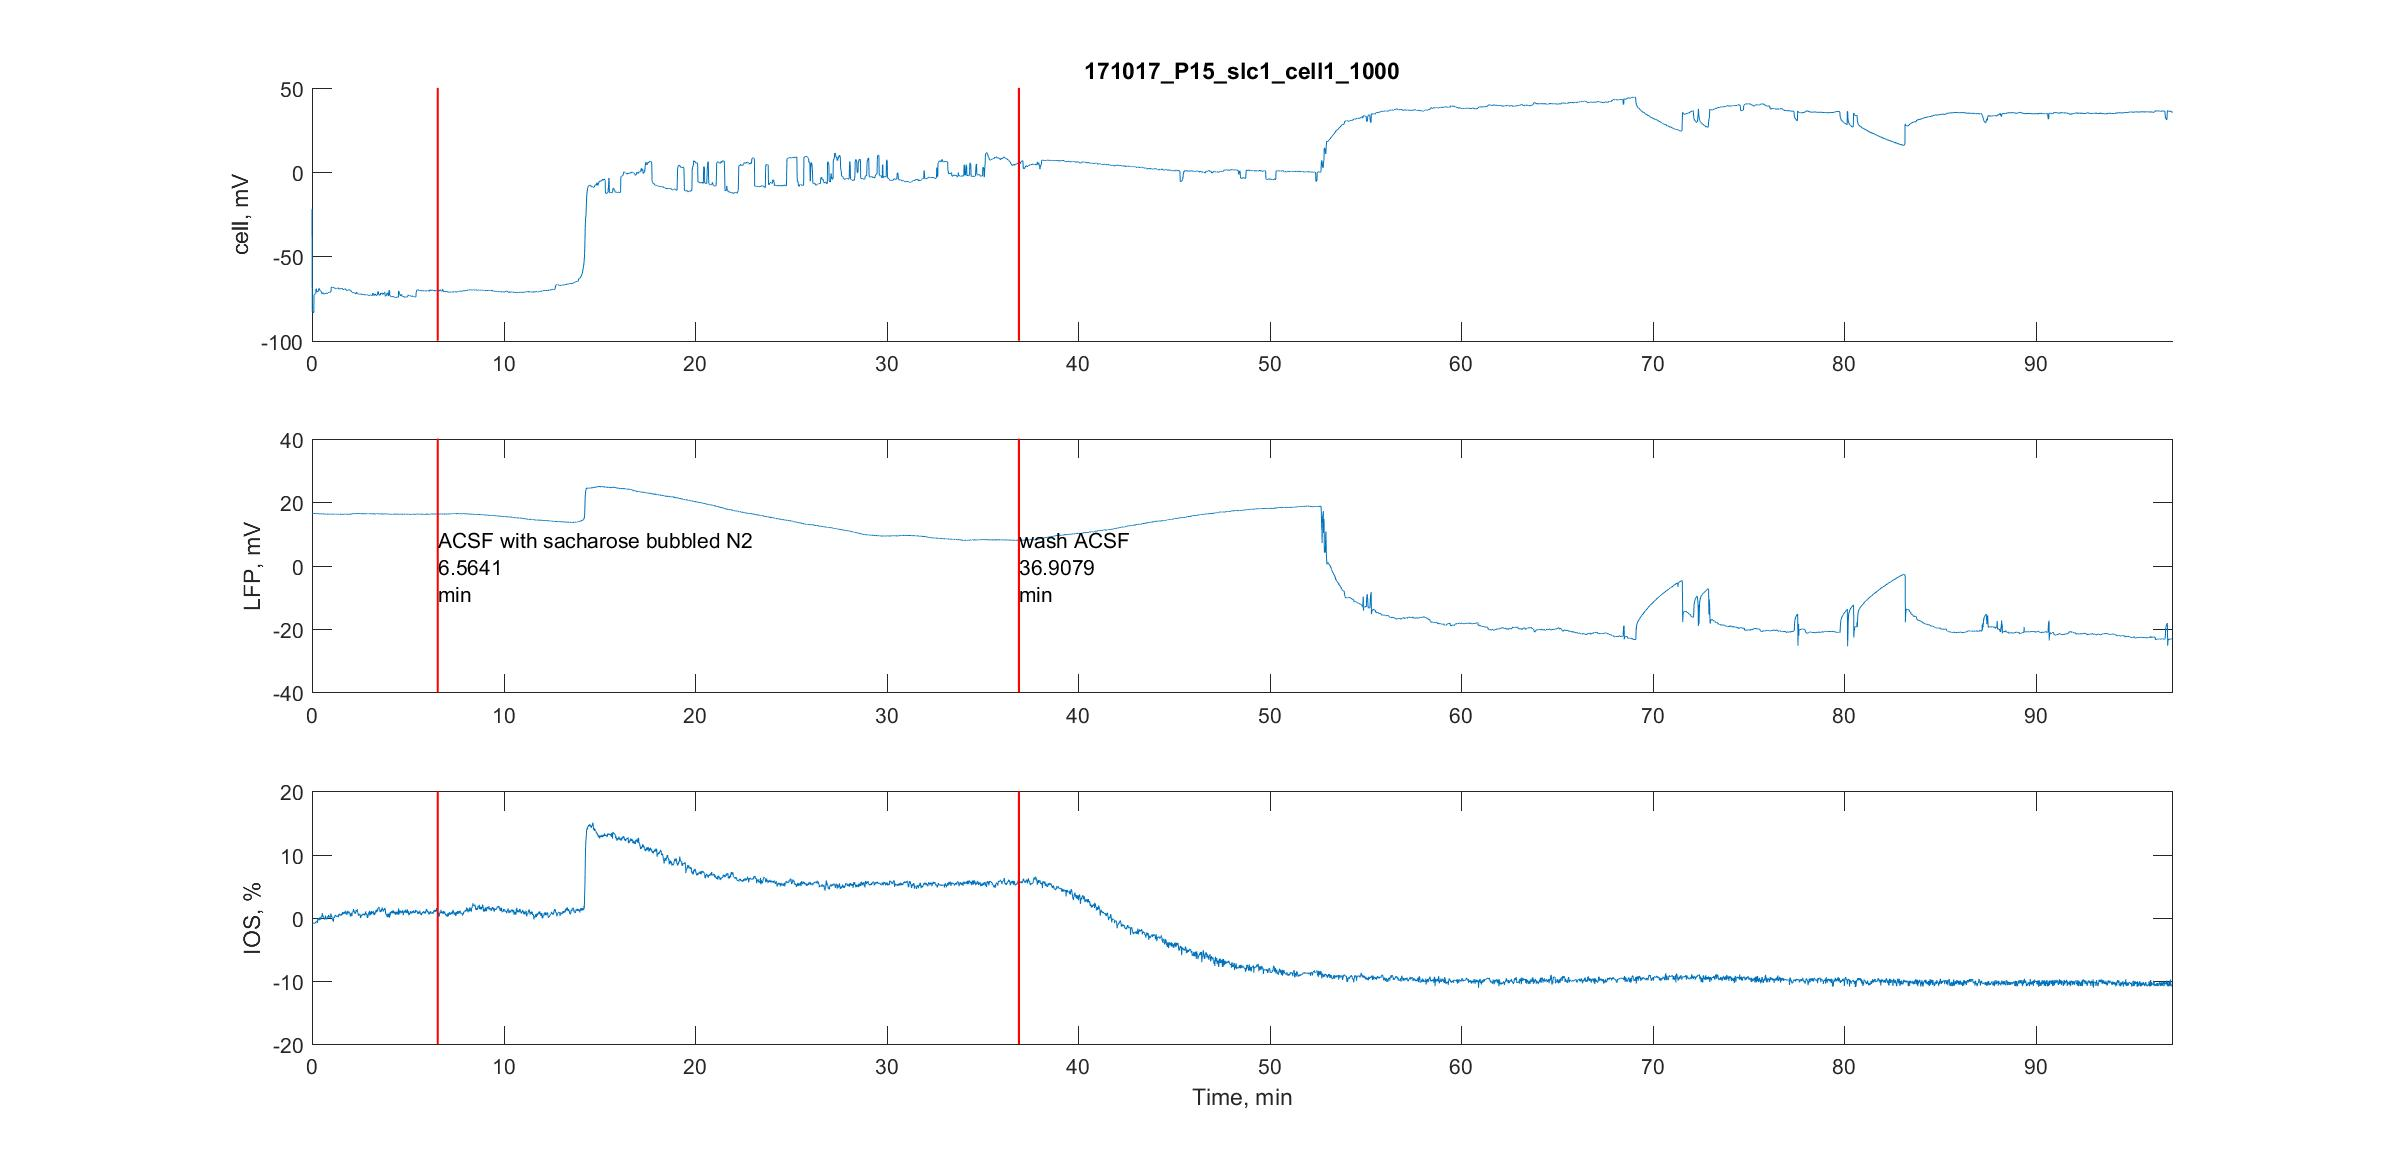 171017_P15_slc1_cell1_1000
50
0
-50
-100
cell, mV
0 10 20 30 40 50 60 70 80 90
40
20
0
-20
-40
LFP, mV
ACSF with sacharose bubbled N2
6.5641
min
wash ACSF
36.9079
min
0 10 20 30 40 50 60 70 80 90
20
10
0
-10
-20
IOS, %
0 10 20 30 40 50 60 70 80 90
Time, min